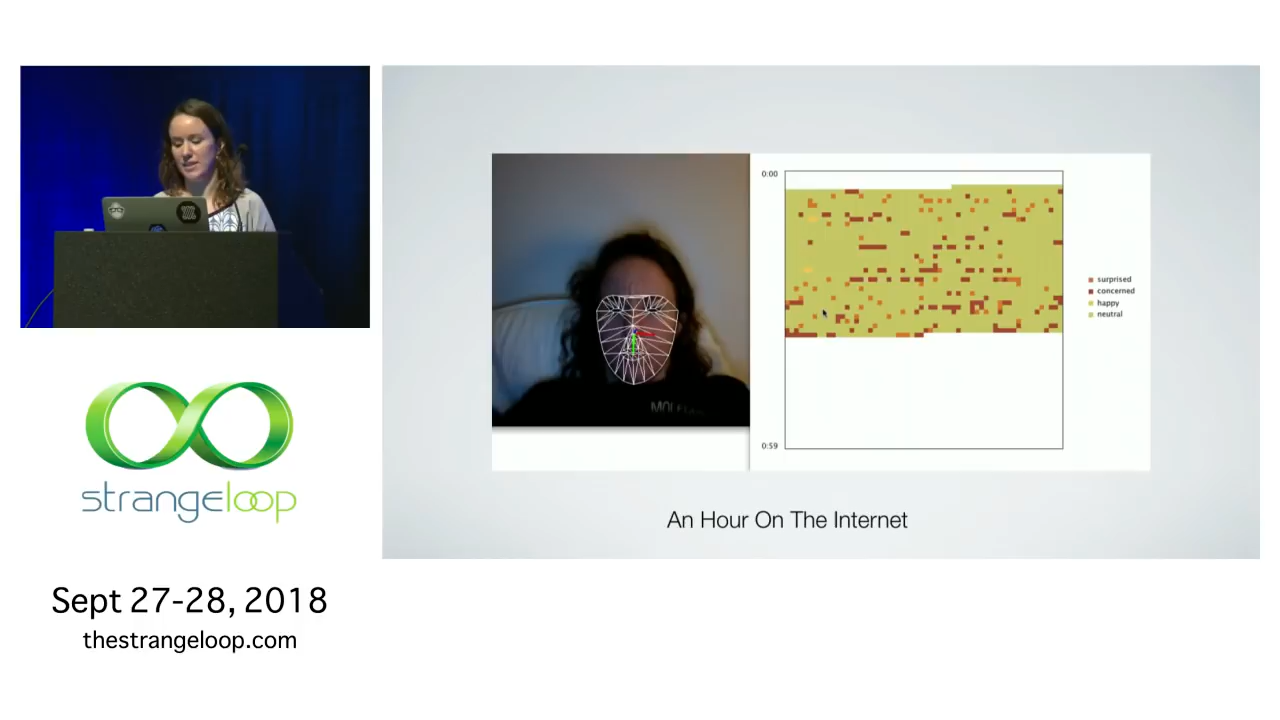 strangeloop
Sept 27-28, 2018
thestrangeloop.com
0:00
0:59
surprised
concerned
happy
neutral
An Hour On The Internet